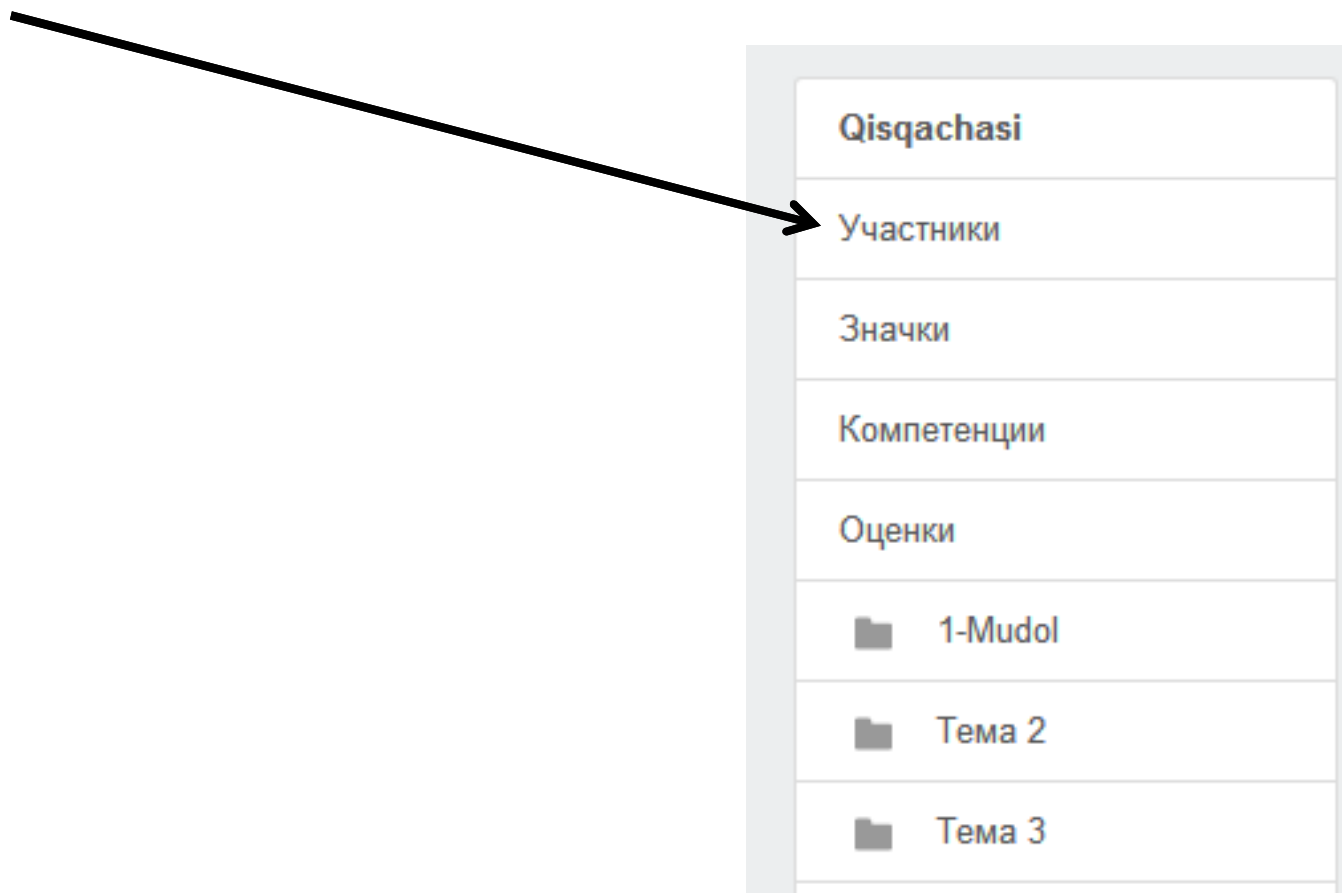 Qisqachasi
Участники
Значки
Компетенции
Оценки
1-Mudol
Тема 2
Тема 3